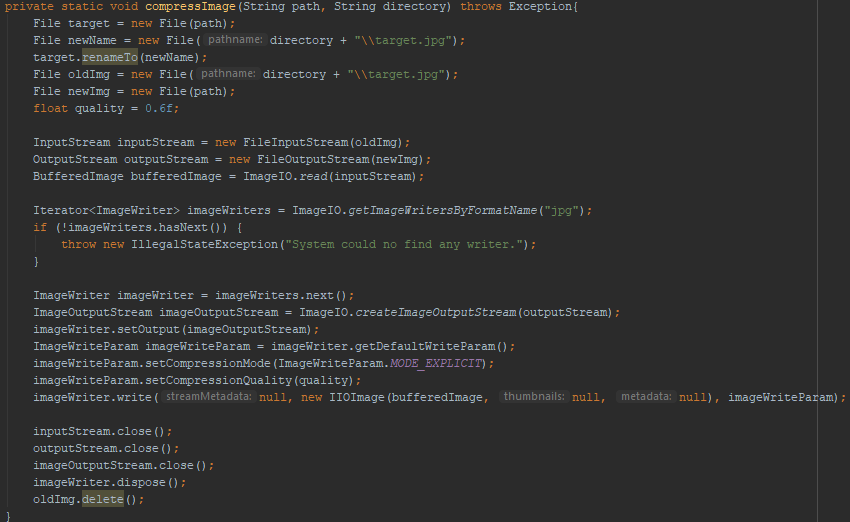 private static void compressImage(String path, String directory) throws Exception{
File target = new File(path);
File newName = new File( pathname: directory + "\\target.jpg");
target.renameTo(newName);
File oldImg = new File( pathname: directory + "\\target.jpg");
File newImg = new File(path);
float quality = 0.6f;
InputStream inputStream = new FileInputStream(oldImg);
OutputStream outputStream = new FileOutputStream(newImg);
BufferedImage bufferedImage = ImageIO.read(inputStream);
Iterator<ImageWriter> imageWriters = ImageIO.getImageWritersByFormatName("jpg");
if (!imageWriters.hasNext()) {
throw new IllegalStateException("System could no find any writer.");
}
ImageWriter imageWriter = imageWriters.next();
ImageOutputStream imageOutputStream = ImageIO.createImageOutputStream(outputStream);
imageWriter.setOutput(imageOutputStream);
ImageWriteParam imageWriteParam = imageWriter.getDefaultWriteParam();
imageWriteParam.setCompressionMode(ImageWriteParam.MODE_EXPLICIT);
imageWriteParam.setCompressionQuality(quality);
imageWriter.write( streamMetadata: null, new IIOImage(bufferedImage, thumbnails: null, metadata: null), imageWriteParam);
inputStream.close();
outputStream.close();
imageOutputStream.close();
imageWriter.dispose();
oldImg.delete();
}